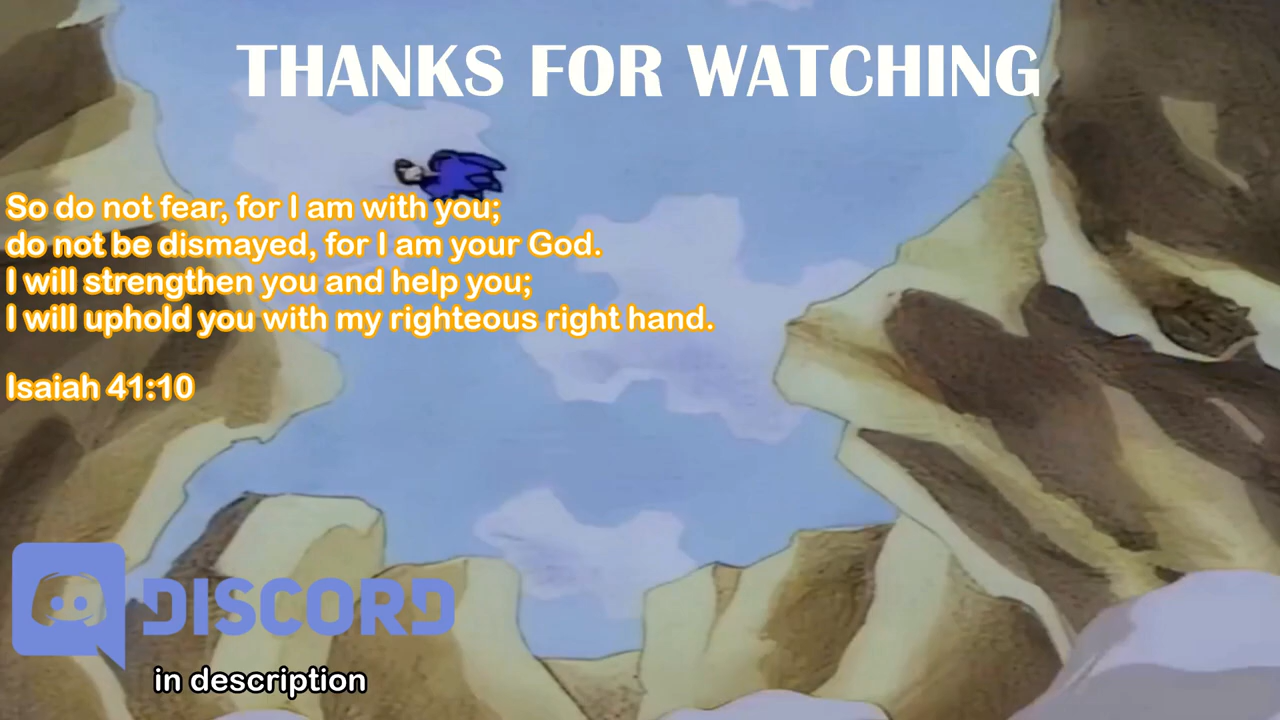 THANKS FOR WATCHING
So do not fear, for I am with you;
do not be dismayed, for I am your God.
I will strengthen you and help you;
I will uphold you with my righteous right hand.
Isaiah 41:10
DISCORD
in description